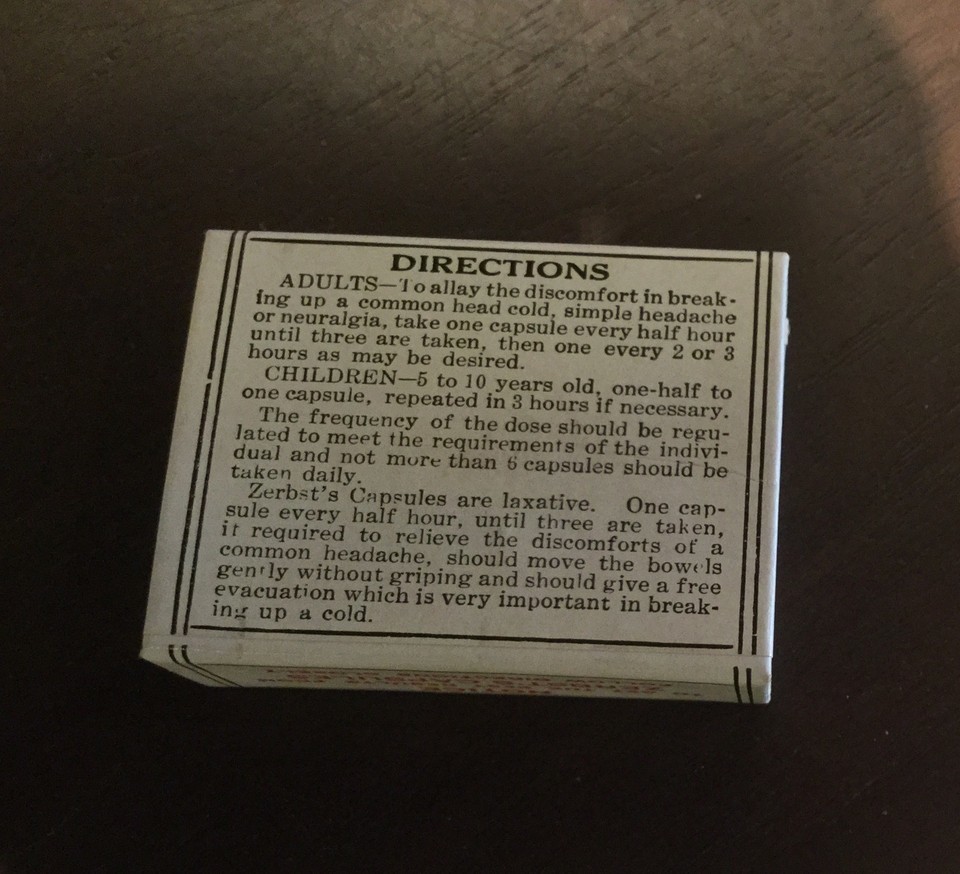 DIRECTIONS
ADULTS—To allay the discomfort in break-
ing up a common head cold, simple headache
or neuralgia, take one capsule every half hour
until three are taken, then one every 2 or 3
hours as may be desired.
CHILDREN—5 to 10 years old, one-half to
one capsule, repeated in 3 hours if necessary.
The frequency of the dose should be regu-
lated to meet the requirements of the indivi-
dual and not more than 6 capsules should be
taken daily.
Zerbst's Capsules are laxative. One cap-
sule every half hour, until three are taken,
if required to relieve the discomforts of a
common headache, should move the bowels
gently without griping and should give a free
evacuation which is very important in break-
ing up a cold.